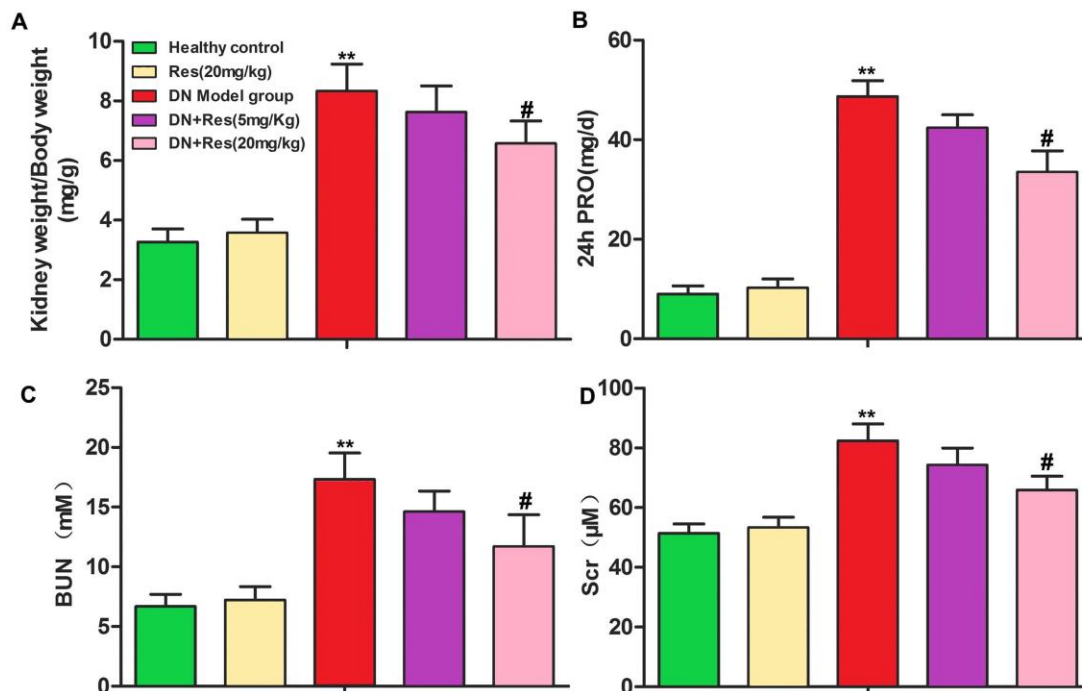 A
Kidney weight/Body weight
(mg/g)
10
8
6
4
2
0
Healthy control
Res(20mg/kg)
DN Model group
DN+Res(5mg/Kg)
DN+Res(20mg/kg)
**
#
B
24h PRO(mg/d)
60
40
20
0
**
#
C
BUN （mM）
25
20
15
10
5
0
**
#
D
Scr（μM）
100
80
60
40
20
0
**
#